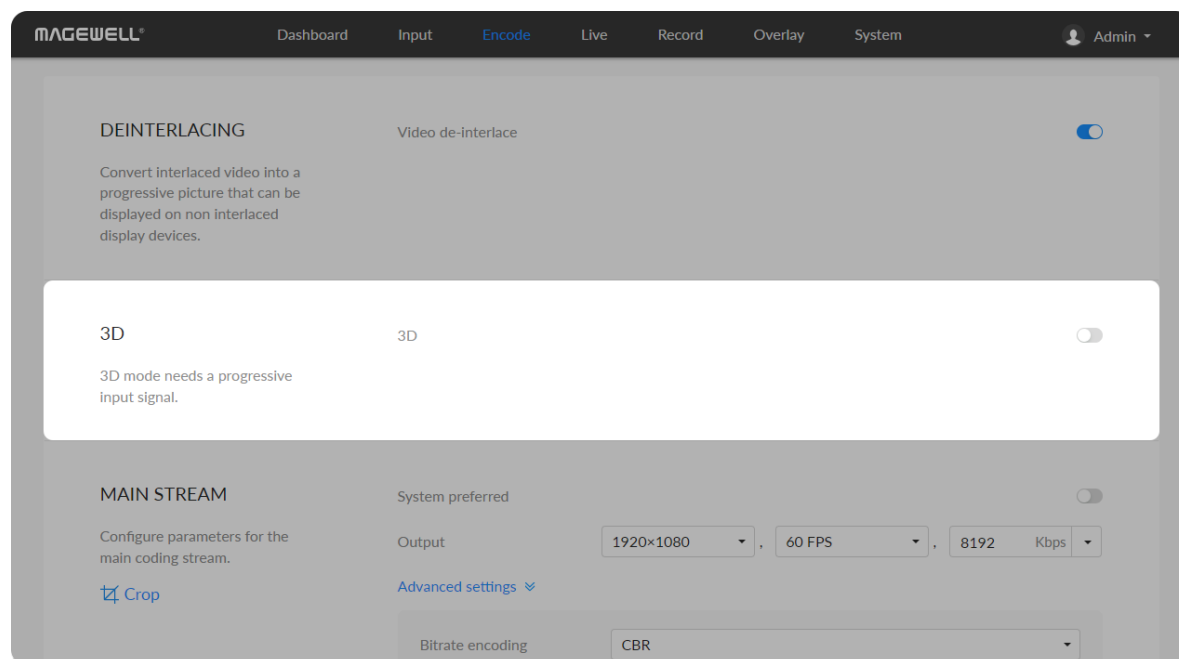 MAGEWELL®
Dashboard Input Encode Live Record Overlay System Admin
DEINTERLACING Video de-interlace
Convert interlaced video into a
progressive picture that can be
displayed on non interlaced
display devices.
3D 3D
3D mode needs a progressive
input signal.
MAIN STREAM System preferred
Configure parameters for the
main coding stream.
Crop
Output 1920×1080 , 60 FPS , 8192 Kbps
Advanced settings
Bitrate encoding CBR